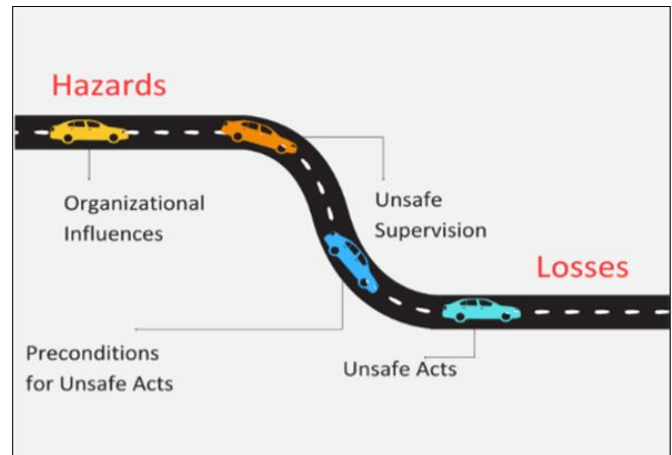 Hazards
Organizational
Influences
Unsafe
Supervision
Losses
Preconditions
for Unsafe Acts
Unsafe Acts